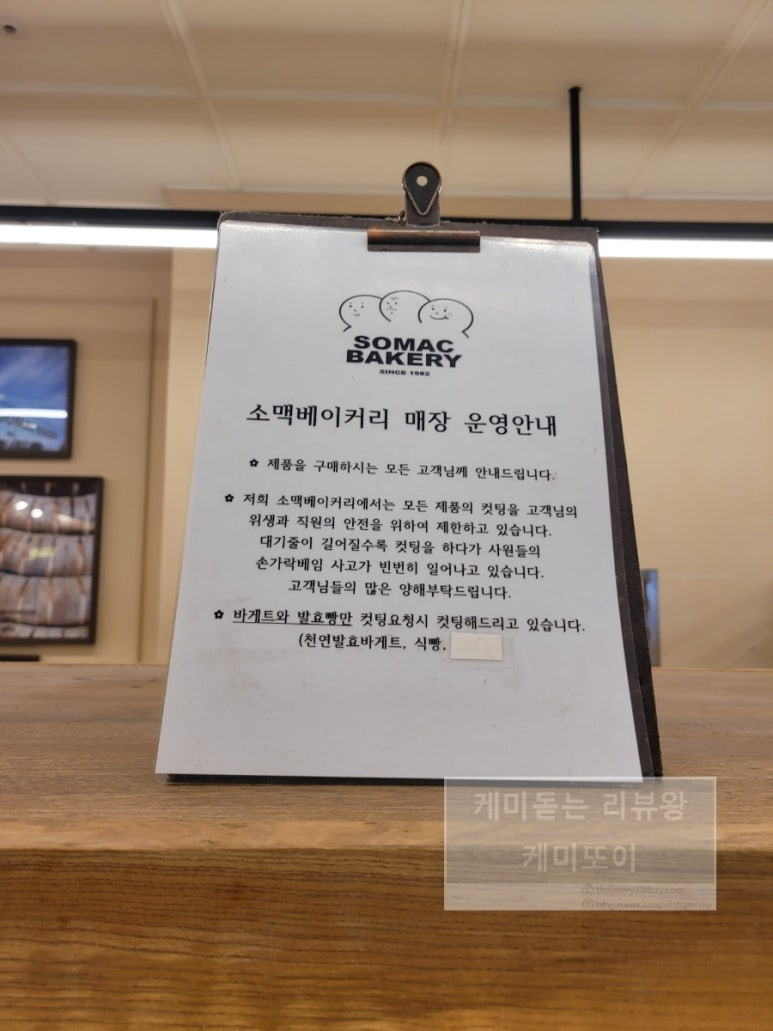 SOMAC
BAKERY
SINCE 1982
소맥베이커리 매장 운영안내
✿ 제품을 구매하시는 모든 고객님께 안내드립니다.
✿ 저희 소맥베이커리에서는 모든 제품의 컷팅을 고객님의
위생과 직원의 안전을 위하여 제한하고 있습니다.
대기줄이 길어질수록 컷팅을 하다가 사원들의
손가락베임 사고가 빈번히 일어나고 있습니다.
고객님들의 많은 양해부탁드립니다.
✿ 바게트와 발효빵만 컷팅요청시 컷팅해드리고 있습니다.
(천연발효바게트, 식빵,
케미돋는 리뷰왕
케미또이